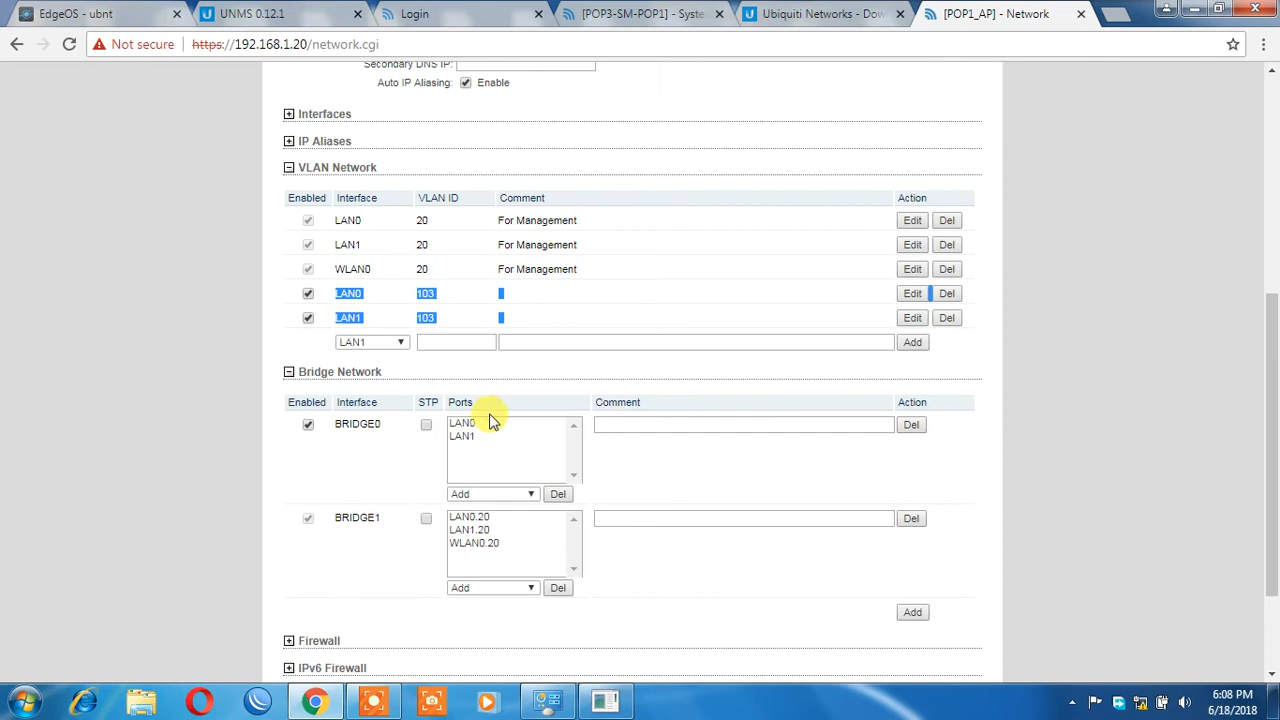 EdgeOS - ubnt
UNMS 0.12.1
Login
[POP3-SM-POP1] - Syste
Ubiquiti Networks - Dow
[POP1_AP] - Network
Not secure https://192.168.1.20/network.cgi
Secondary DNS IP:
Auto IP Aliasing: Enable
Interfaces
IP Aliases
VLAN Network
Enabled Interface VLAN ID Comment Action
LAN0 20 For Management Edit Del
LAN1 20 For Management Edit Del
WLAN0 20 For Management Edit Del
LAN0 103 Edit Del
LAN1 103 Edit Del
LAN1 Add
Bridge Network
Enabled Interface STP Ports Comment Action
BRIDGE0 LAN0 Del
LAN1
Add Del
BRIDGE1 LAN0.20 Del
LAN1.20
WLAN0.20
Add Del
Add
Firewall
IPv6 Firewall
6:08 PM
6/18/2018